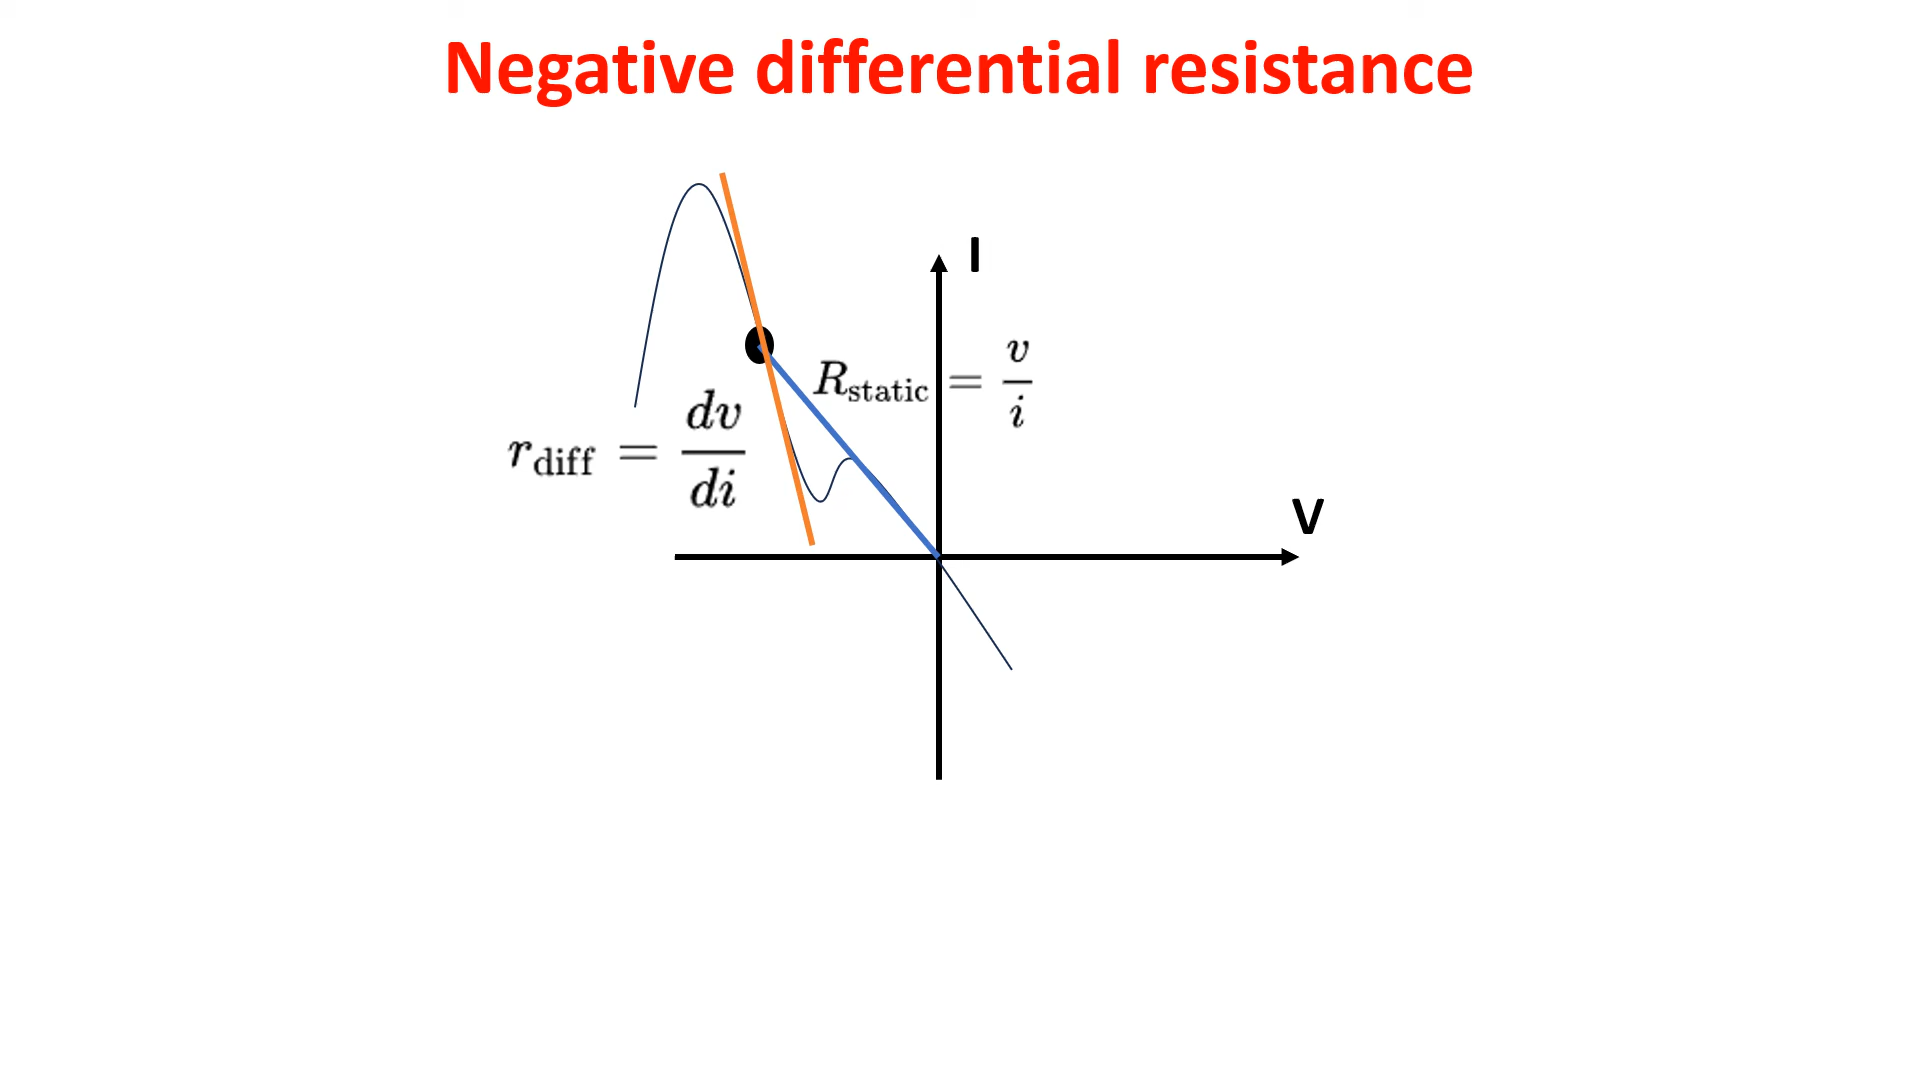 Negative differential resistance
I
R_static = v/i
r_diff = dv/di
V